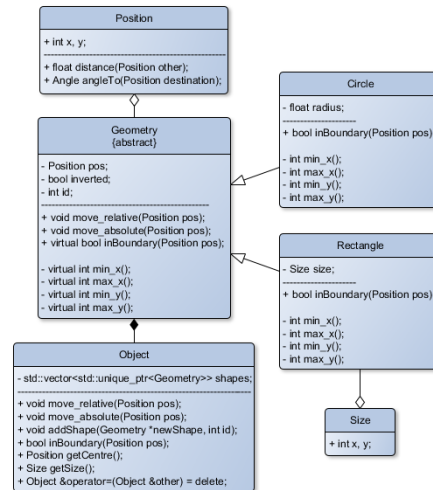 Position
+ int x, y;
+ float distance(Position other);
+ Angle angleTo(Position destination);
Geometry
{abstract}
- Position pos;
- bool inverted;
- int id;
+ void move_relative(Position pos);
+ void move_absolute(Position pos);
+ virtual bool inBoundary(Position pos);
- virtual int min_x();
- virtual int max_x();
- virtual int min_y();
- virtual int max_y();
Object
- std::vector<std::unique_ptr<Geometry>> shapes;
+ void move_relative(Position pos);
+ void move_absolute(Position pos);
+ void addShape(Geometry *newShape, int id);
+ bool inBoundary(Position pos);
+ Position getCentre();
+ Size getSize();
+ Object &operator=(Object &other) = delete;
Circle
- float radius;
+ bool inBoundary(Position pos)
- int min_x();
- int max_x();
- int min_y();
- int max_y();
Rectangle
- Size size;
+ bool inBoundary(Position pos)
- int min_x();
- int max_x();
- int min_y();
- int max_y();
Size
+ int x, y;